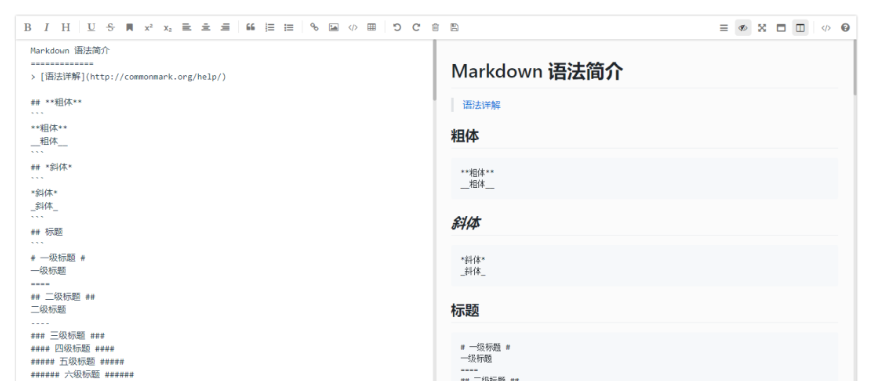 Markdown 语法简介
=============
> [语法详解](http://commonmark.org/help/)
## **粗体**
```
**粗体**
__粗体__
```
## *斜体*
```
*斜体*
_斜体_
```
## 标题
```
# 一级标题 #
一级标题
====
## 二级标题 ##
二级标题
----
### 三级标题 ###
#### 四级标题 ####
##### 五级标题 #####
###### 六级标题 ######
Markdown 语法简介
语法详解
粗体
**粗体**
__粗体__
斜体
*斜体*
_斜体_
标题
# 一级标题 #
一级标题
====
## 二级标题 ##